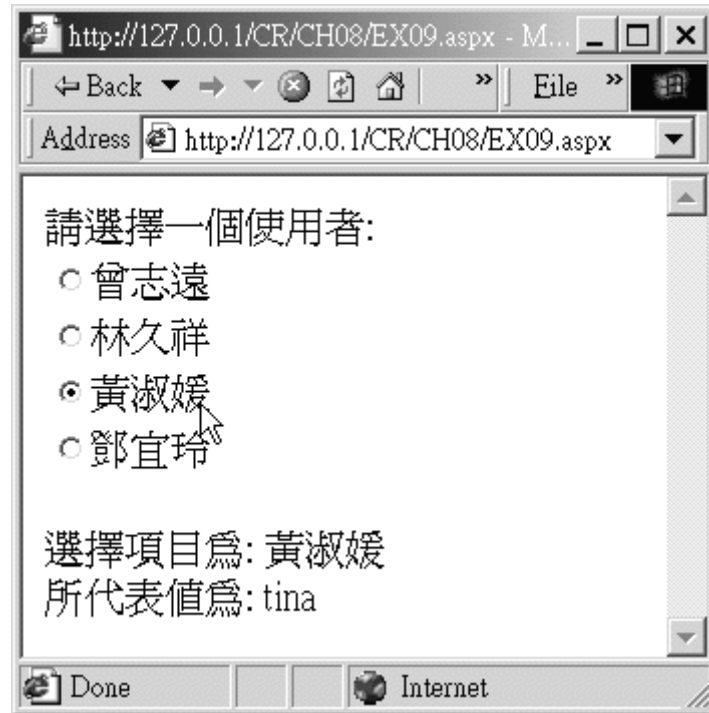 http://127.0.0.1/CR/CH08/EX09.aspx - M...
Back » File »
Address http://127.0.0.1/CR/CH08/EX09.aspx
請選擇一個使用者:
曾志遠
林久祥
黃淑媛
鄧宜玲
選擇項目為: 黃淑媛
所代表值為: tina
Done Internet